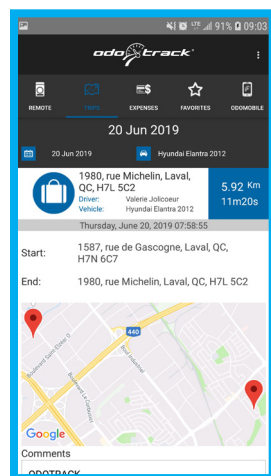 LTE 91% 09:03
odotrack
REMOTE TRIPS EXPENSES FAVORITES ODOMOBILE
20 Jun 2019
20 Jun 2019 Hyundai Elantra 2012
1980, rue Michelin, Laval,
QC, H7L 5C2
Driver: Valerie Jolicoeur
Vehicle: Hyundai Elantra 2012
5.92 Km
11m20s
Thursday, June 20, 2019 07:58:55
Start: 1587, rue de Gascogne, Laval, QC,
H7N 6C7
End: 1980, rue Michelin, Laval, QC, H7L 5C2
440
Boul Industriel
Google
Comments
ODOTRACK